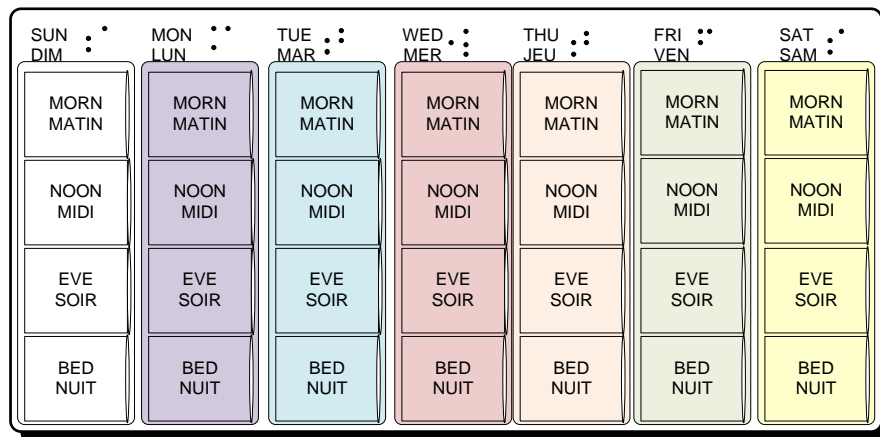 SUN MON TUE WED THU FRI SAT
DIM LUN MAR MER JEU VEN SAM
MORN MORN MORN MORN MORN MORN MORN
MATIN MATIN MATIN MATIN MATIN MATIN MATIN
NOON NOON NOON NOON NOON NOON NOON
MIDI MIDI MIDI MIDI MIDI MIDI MIDI
EVE EVE EVE EVE EVE EVE EVE
SOIR SOIR SOIR SOIR SOIR SOIR SOIR
BED BED BED BED BED BED BED
NUIT NUIT NUIT NUIT NUIT NUIT NUIT